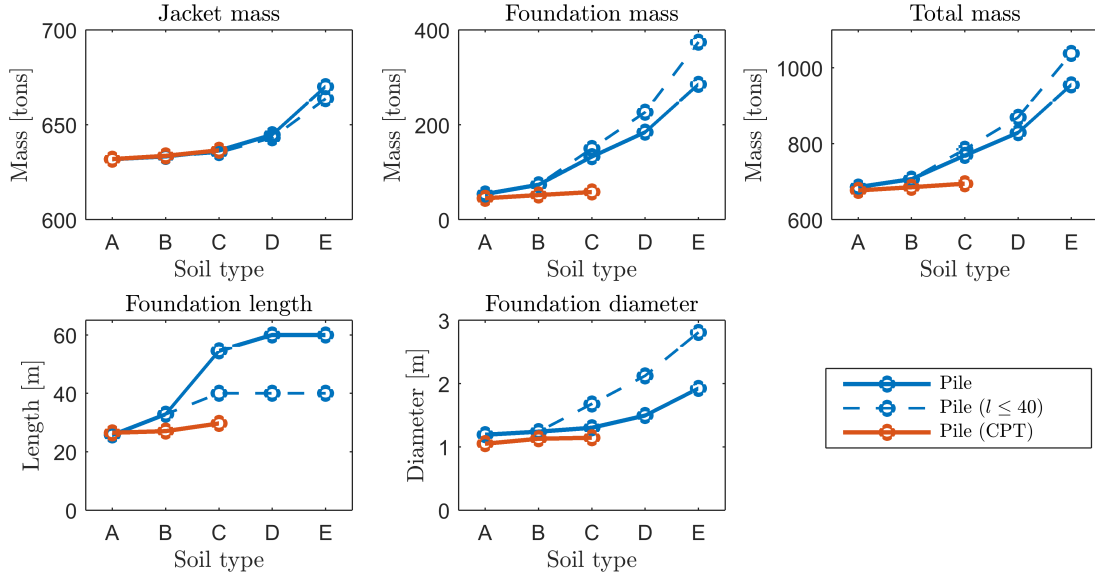 Jacket mass
Foundation mass
Total mass
700
650
600
Mass [tons]
A B C D E
Soil type
400
200
0
Mass [tons]
A B C D E
Soil type
1000
800
600
Mass [tons]
A B C D E
Soil type
Foundation length
Foundation diameter
60
40
20
0
Length [m]
A B C D E
Soil type
3
2
1
0
Diameter [m]
A B C D E
Soil type
Pile
Pile (l ≤ 40)
Pile (CPT)